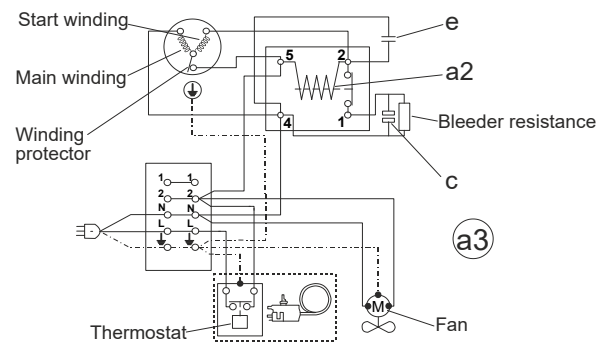 Start winding
e
5 2
a2
Main winding
4 1
Bleeder resistance
Winding
protector
c
1 1
2 2
N N
L L
a3
M
Fan
Thermostat